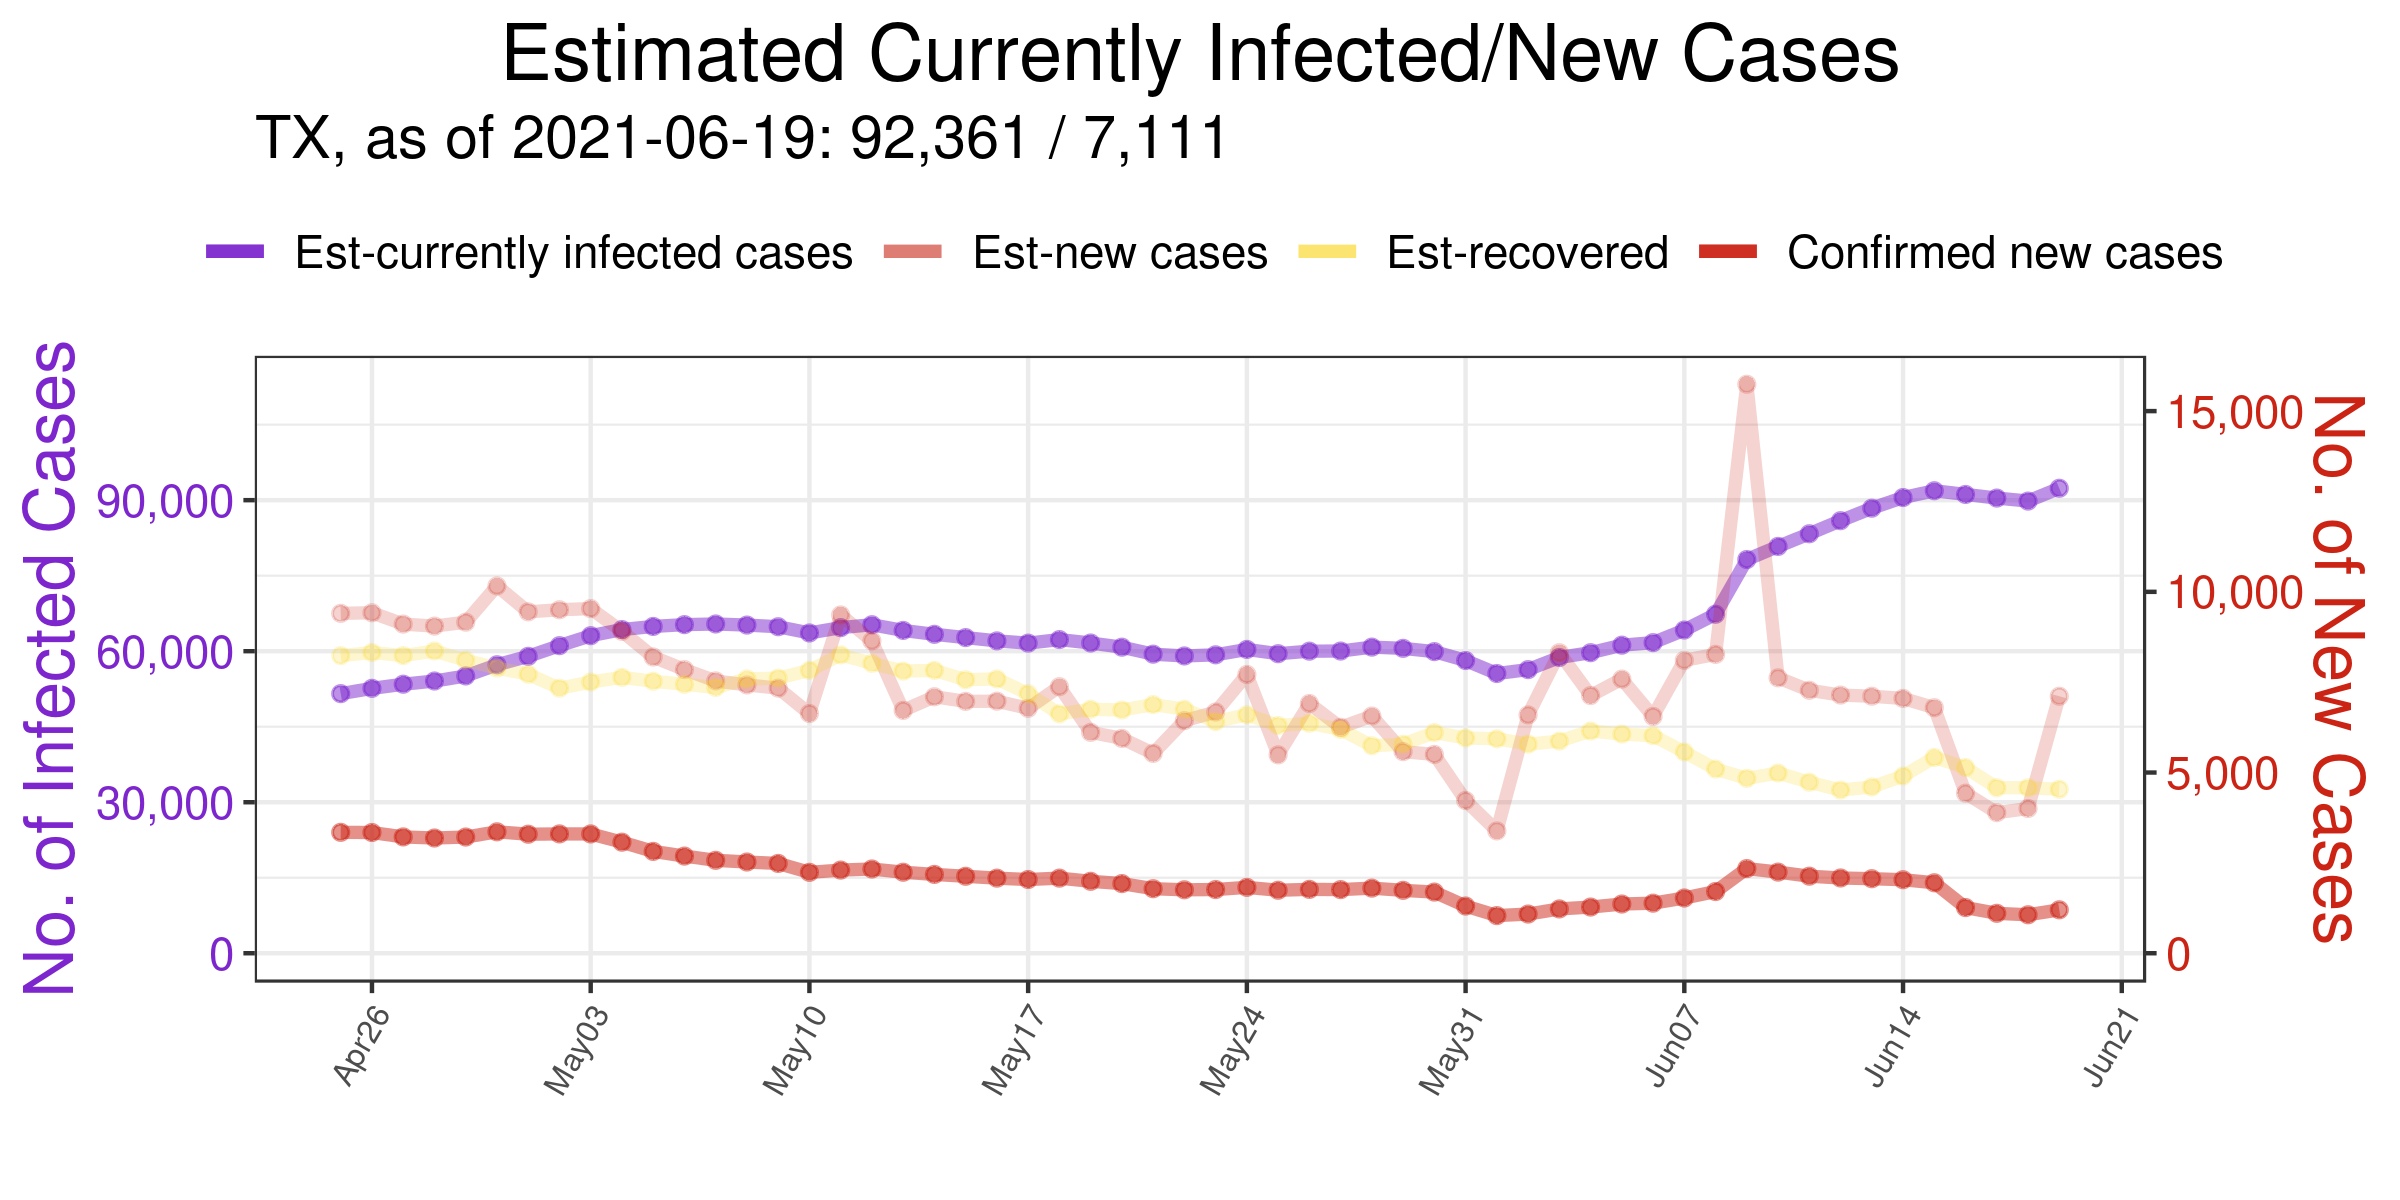 Estimated Currently Infected/New Cases
TX, as of 2021-06-19: 92,361 / 7,111
Est-currently infected cases Est-new cases Est-recovered Confirmed new cases
No. of Infected Cases
90,000
60,000
30,000
0
15,000
10,000
5,000
0
No. of New Cases
Apr26 May03 May10 May17 May24 May31 Jun07 Jun14 Jun21